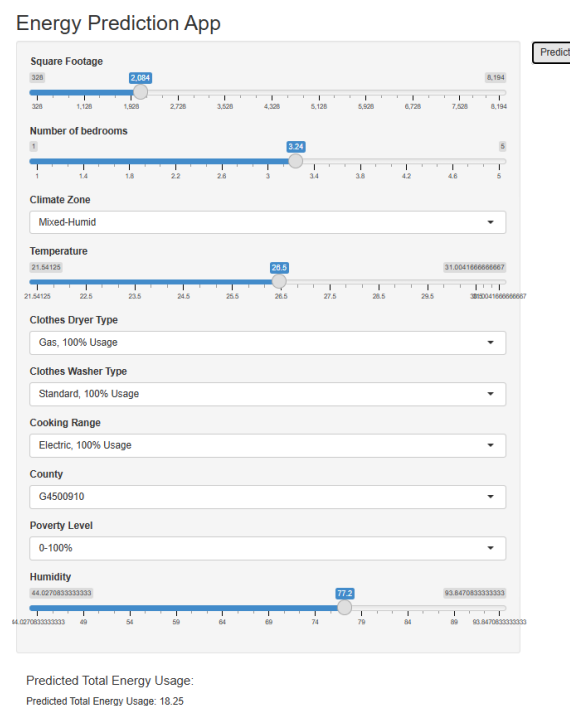 Energy Prediction App
Predict
Square Footage
328 2,084 8,194
328 1,128 1,928 2,728 3,528 4,328 5,128 5,928 6,728 7,528 8,194
Number of bedrooms
1 3.24 5
1 1.4 1.8 2.2 2.6 3 3.4 3.8 4.2 4.6 5
Climate Zone
Mixed-Humid
Temperature
21.54125 26.5 31.0041666666667
21.54125 22.5 23.5 24.5 25.5 26.5 27.5 28.5 29.5 31.0041666666667
Clothes Dryer Type
Gas, 100% Usage
Clothes Washer Type
Standard, 100% Usage
Cooking Range
Electric, 100% Usage
County
G4500910
Poverty Level
0-100%
Humidity
44.0270833333333 77.2 93.8470833333333
44.0270833333333 49 54 59 64 69 74 79 84 89 93.8470833333333
Predicted Total Energy Usage:
Predicted Total Energy Usage: 18.25